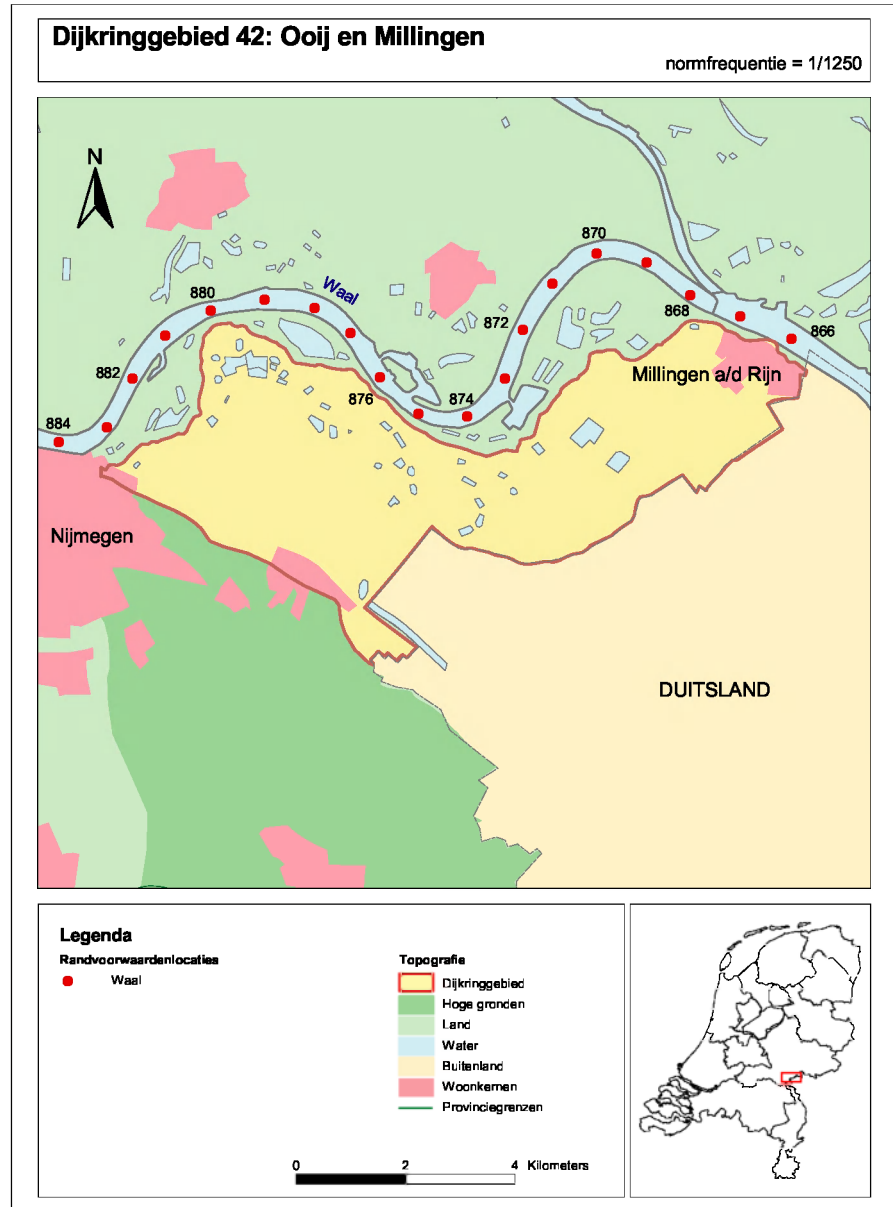 Dijkringgebied 42: Ooij en Millingen
normfrequentie = 1/1250
N
870
880
Waal
868
872
866
882
Millingen a/d Rijn
876
874
884
Nijmegen
DUITSLAND
Legenda
Randvoorwaardenlocaties
Waal
Topografie
Dijkringgebied
Hoge gronden
Land
Water
Buitenland
Woonkernen
Provinciegrenzen
0 2 4 Kilometers